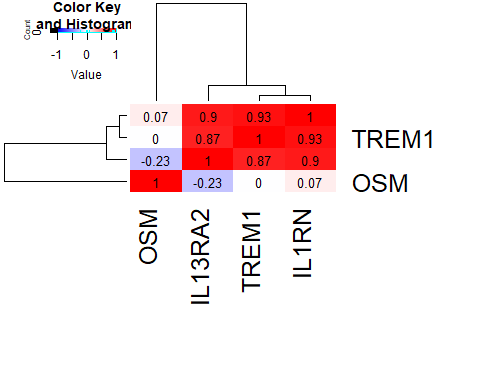 Color Key
and Histogram
Count
0
-1 0 1
Value
0.07 0.9 0.93 1
0 0.87 1 0.93 TREM1
-0.23 1 0.87 0.9
1 -0.23 0 0.07 OSM
OSM
IL13RA2
TREM1
IL1RN